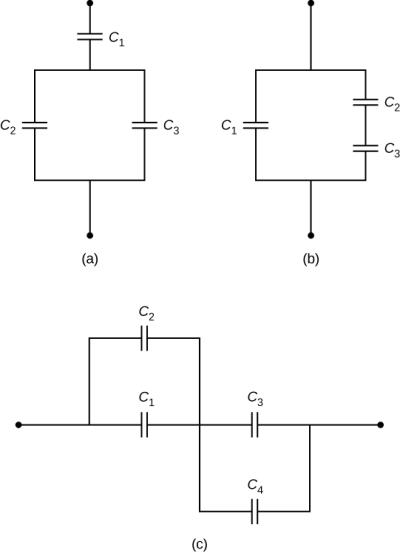 C₁
C₂ C₃ C₁ C₂
C₃
(a) (b)
C₂
C₁ C₃
C₄
(c)